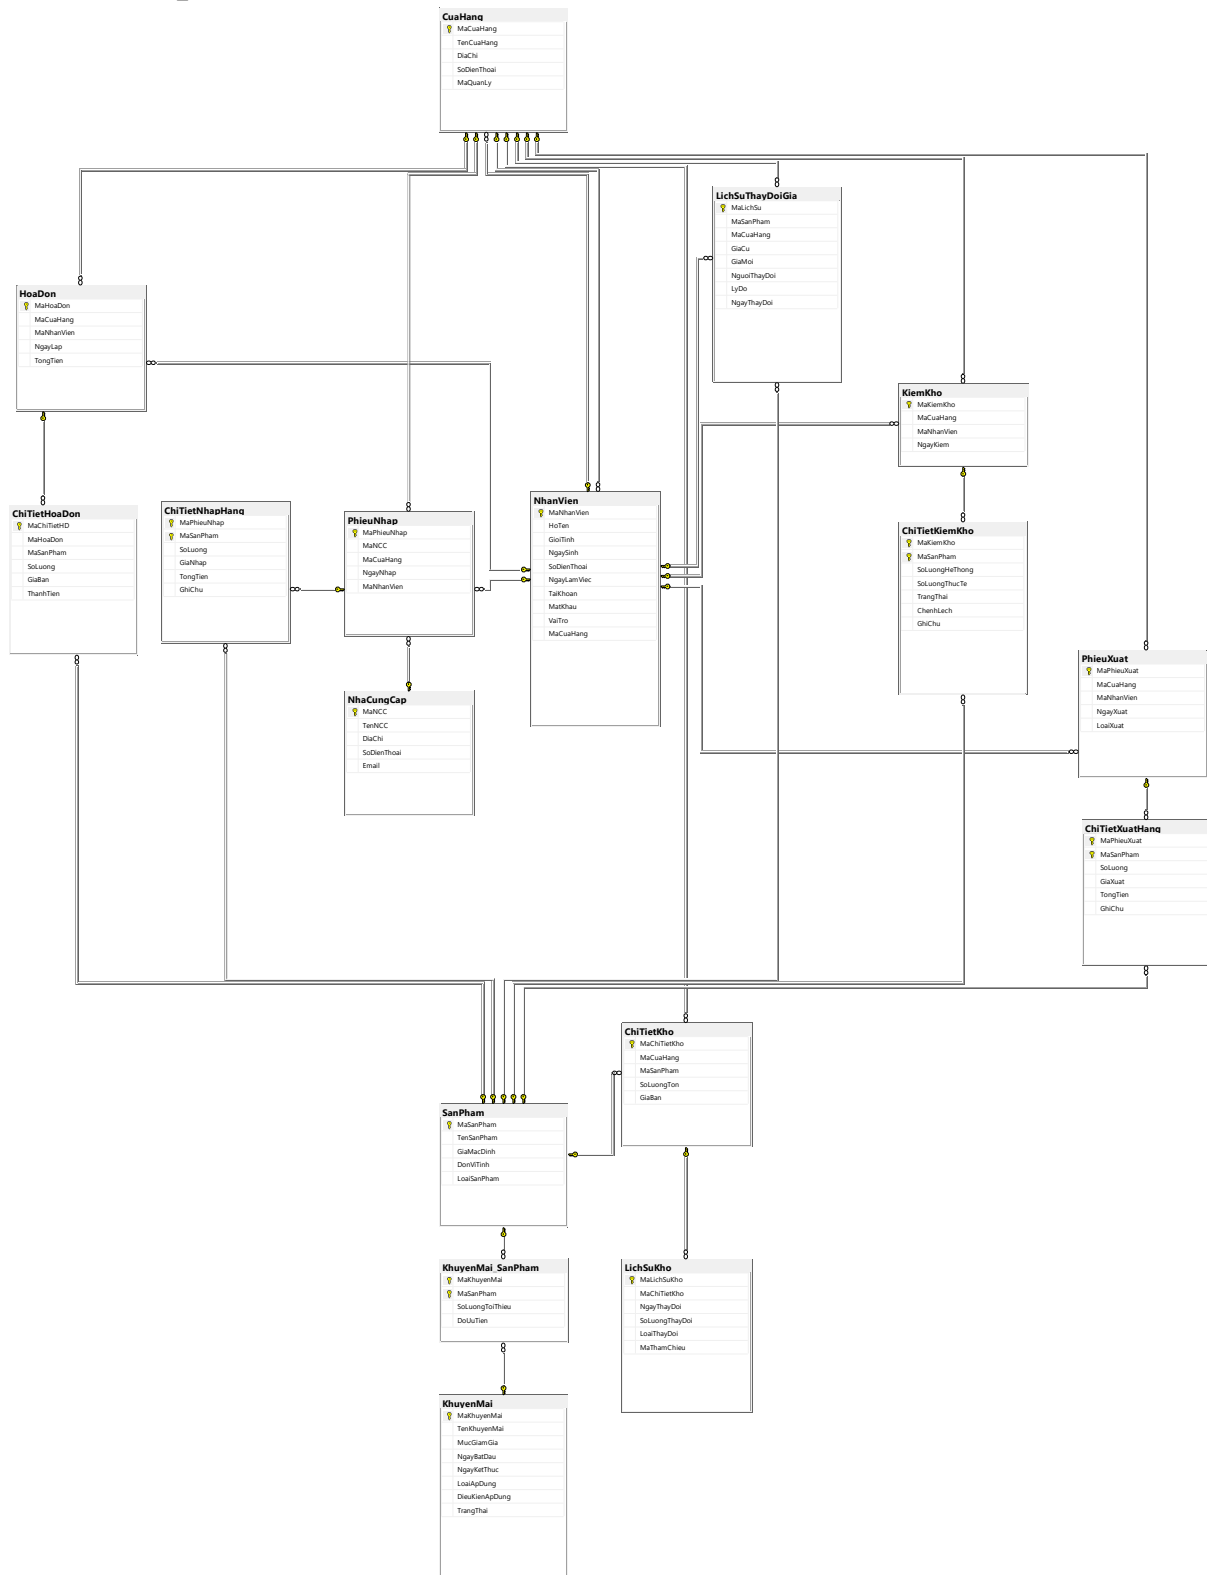 CuaHang
MaCuaHang
TenCuaHang
DiaChi
SoDienThoai
MaQuanLy
LichSuThayDoiGia
MaLichSu
MaSanPham
MaCuaHang
GiaCu
GiaMoi
NguoiThayDoi
LyDo
NgayThayDoi
HoaDon
MaHoaDon
MaCuaHang
MaNhanVien
NgayLap
TongTien
KiemKho
MaKiemKho
MaCuaHang
MaNhanVien
NgayKiem
ChiTietHoaDon
MaChiTietHD
MaHoaDon
MaSanPham
SoLuong
GiaBan
ThanhTien
ChiTietNhapHang
MaPhieuNhap
MaSanPham
SoLuong
GiaNhap
TongTien
GhiChu
PhieuNhap
MaPhieuNhap
MaNCC
MaCuaHang
NgayNhap
MaNhanVien
NhanVien
MaNhanVien
HoTen
GioiTinh
NgaySinh
SoDienThoai
NgayLamViec
TaiKhoan
MatKhau
VaiTro
MaCuaHang
ChiTietKiemKho
MaKiemKho
MaSanPham
SoLuongHeThong
SoLuongThucTe
TrangThai
ChenhLech
GhiChu
PhieuXuat
MaPhieuXuat
MaCuaHang
MaNhanVien
NgayXuat
LoaiXuat
NhaCungCap
MaNCC
TenNCC
DiaChi
SoDienThoai
Email
ChiTietXuatHang
MaPhieuXuat
MaSanPham
SoLuong
GiaXuat
TongTien
GhiChu
ChiTietKho
MaChiTietKho
MaCuaHang
MaSanPham
SoLuongTon
GiaBan
SanPham
MaSanPham
TenSanPham
GiaMacDinh
DonViTinh
LoaiSanPham
KhuyenMai_SanPham
MaKhuyenMai
MaSanPham
SoLuongToiThieu
DoUuTien
LichSuKho
MaLichSuKho
MaChiTietKho
NgayThayDoi
SoLuongThayDoi
LoaiThayDoi
MaThamChieu
KhuyenMai
MaKhuyenMai
TenKhuyenMai
MucGiamGia
NgayBatDau
NgayKetThuc
LoaiApDung
DieuKienApDung
TrangThai